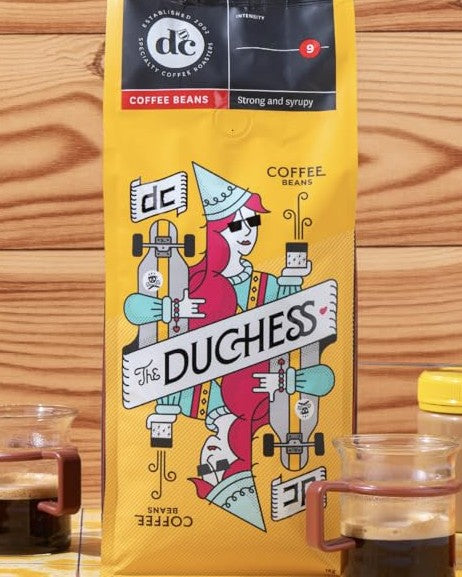 ESTABLISHED 2002
dc
SPECIALTY COFFEE ROASTERS
INTENSITY
9
COFFEE BEANS
Strong and syrupy
COFFEE
BEANS
dc
The DUCHESS
dc
COFFEE
BEANS